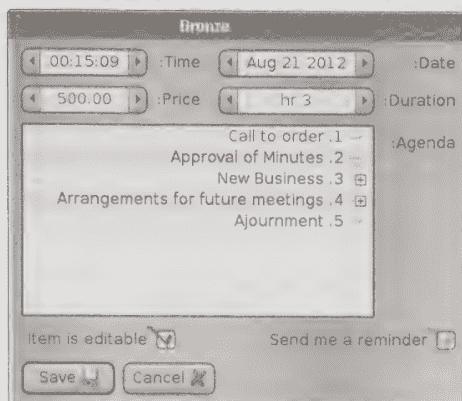 Bronze
:Date Aug 21 2012 :Time 00:15:09
:Duration hr 3 :Price 500.00
:Agenda
Call to order .1
Approval of Minutes .2
New Business .3
Arrangements for future meetings .4
Ajournment .5
Send me a reminder Item is editable
Cancel Save